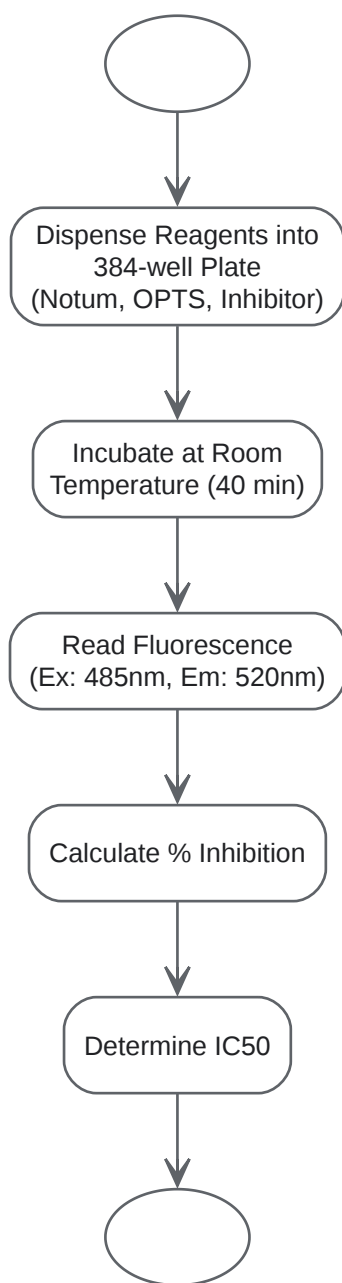 Dispense Reagents into
384-well Plate
(Notum, OPTS, Inhibitor)
Incubate at Room
Temperature (40 min)
Read Fluorescence
(Ex: 485nm, Em: 520nm)
Calculate % Inhibition
Determine IC50